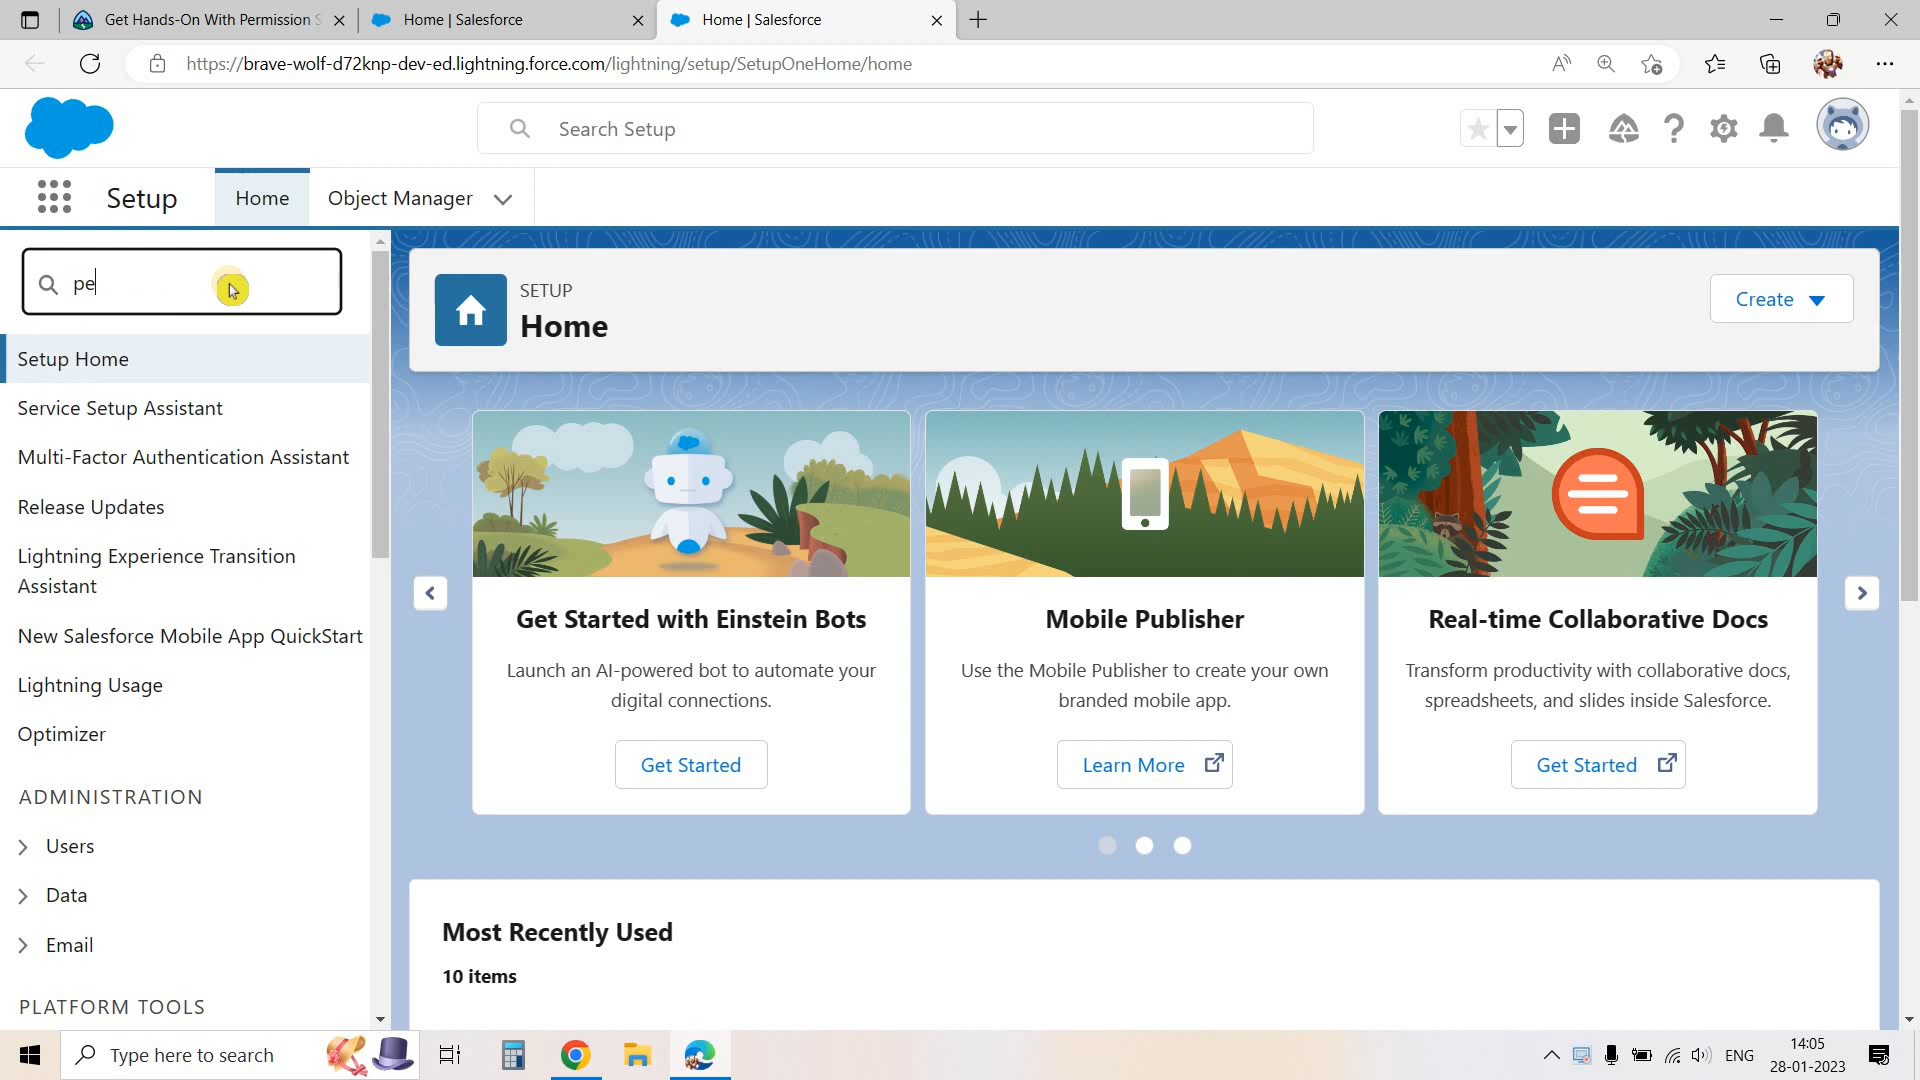 Get Hands-On With Permission S
Home | Salesforce
Home | Salesforce
https://brave-wolf-d72knp-dev-ed.lightning.force.com/lightning/setup/SetupOneHome/home
Search Setup
Setup
Home
Object Manager
pe
Setup Home
Service Setup Assistant
Multi-Factor Authentication Assistant
Release Updates
Lightning Experience Transition
Assistant
New Salesforce Mobile App QuickStart
Lightning Usage
Optimizer
ADMINISTRATION
Users
Data
Email
PLATFORM TOOLS
SETUP
Home
Create
Get Started with Einstein Bots
Launch an AI-powered bot to automate your
digital connections.
Get Started
Mobile Publisher
Use the Mobile Publisher to create your own
branded mobile app.
Learn More
Real-time Collaborative Docs
Transform productivity with collaborative docs,
spreadsheets, and slides inside Salesforce.
Get Started
Most Recently Used
10 items
Type here to search
ENG
14:05
28-01-2023